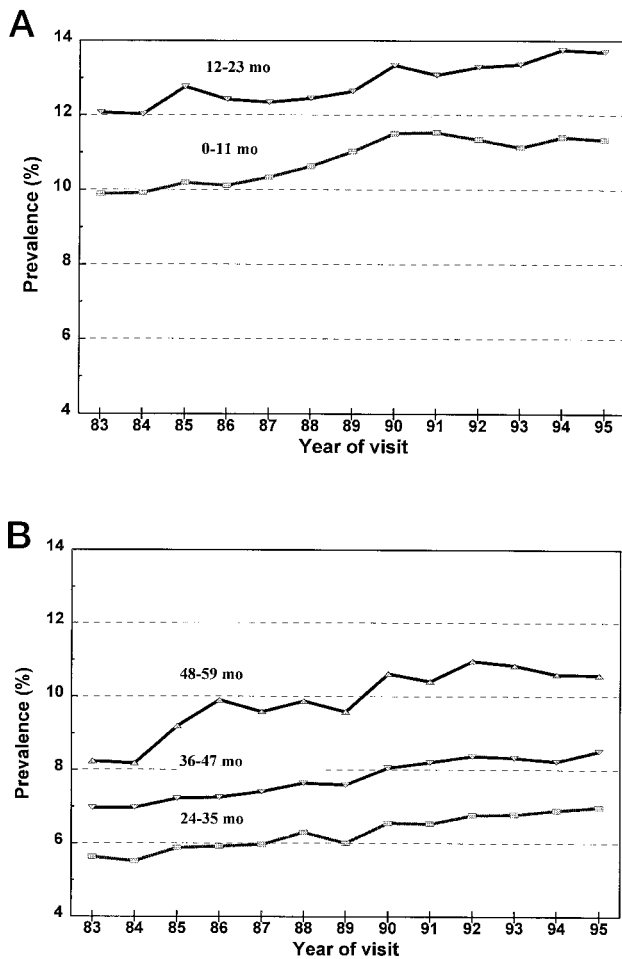 A
14
12-23 mo
12
0-11 mo
10
8
6
4
Prevalence (%)
83 84 85 86 87 88 89 90 91 92 93 94 95
Year of visit
B
14
12
48-59 mo
10
36-47 mo
8
24-35 mo
6
4
Prevalence (%)
83 84 85 86 87 88 89 90 91 92 93 94 95
Year of visit